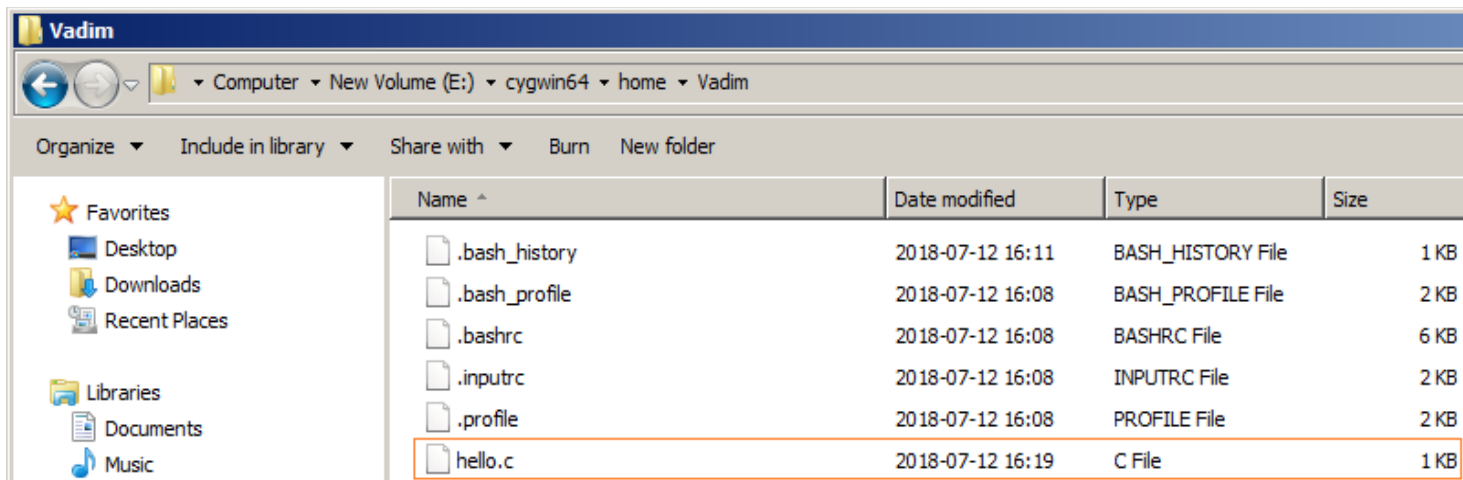 Vadim
Computer New Volume (E:) cygwin64 home Vadim
Organize Include in library Share with Burn New folder
Favorites
Desktop
Downloads
Recent Places
Libraries
Documents
Music
Name Date modified Type Size
.bash_history 2018-07-12 16:11 BASH_HISTORY File 1 KB
.bash_profile 2018-07-12 16:08 BASH_PROFILE File 2 KB
.bashrc 2018-07-12 16:08 BASHRC File 6 KB
.inputrc 2018-07-12 16:08 INPUTRC File 2 KB
.profile 2018-07-12 16:08 PROFILE File 2 KB
hello.c 2018-07-12 16:19 C File 1 KB